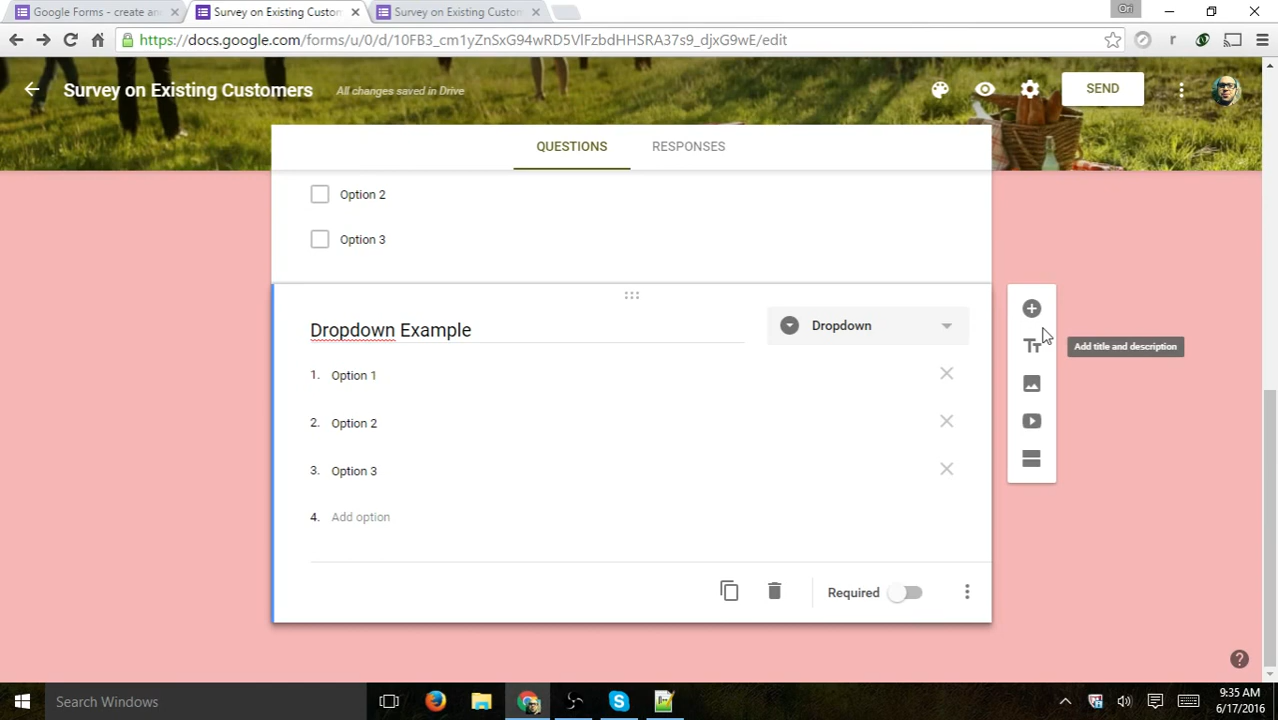 Google Forms - create an
Survey on Existing Custom
Survey on Existing Custom
Ori
https://docs.google.com/forms/u/0/d/10FB3_cm1yZnSxG94wRD5VlFzbdHHSRA37s9_djxG9wE/edit
Survey on Existing Customers
All changes saved in Drive
SEND
QUESTIONS
RESPONSES
Option 2
Option 3
Dropdown Example
Dropdown
1. Option 1
2. Option 2
3. Option 3
4. Add option
Add title and description
Required
Search Windows
9:35 AM
6/17/2016